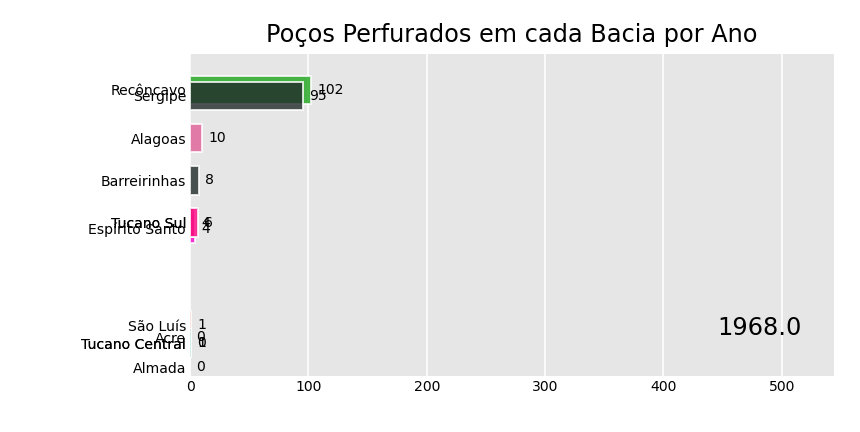 Poços Perfurados em cada Bacia por Ano
Recôncavo 102
Sergipe 95
Alagoas 10
Barreirinhas 8
Tucano Sul 6
Espírito Santo 4
São Luís 1
1968.0
Acre 0
Tucano Central 0
Almada 0
0 100 200 300 400 500